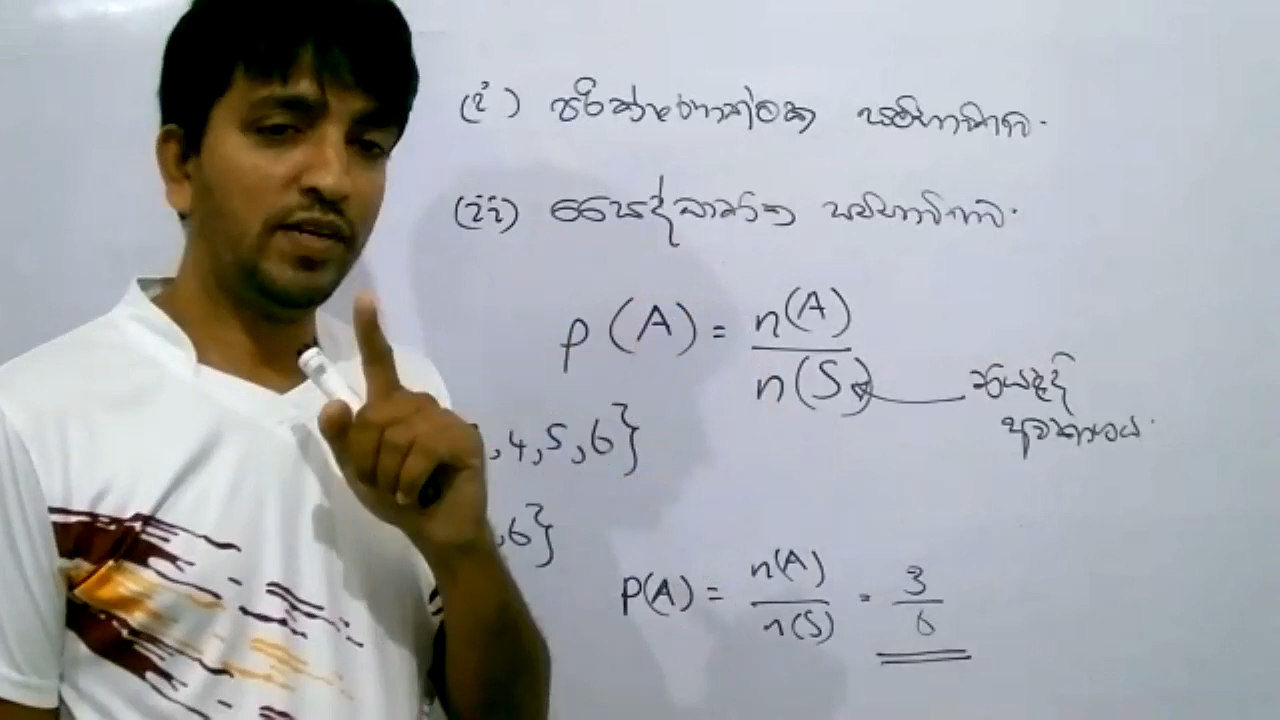 (i) පරීක්ෂණාත්මක සම්භාවිතාව.
(ii) සෛද්ධාන්තික සම්භාවිතාව.
P(A) = n(A) / n(S)
නියැදි
අවකාශය.
,4,5,6}
,6}
P(A) = n(A) / n(S) = 3 / 6